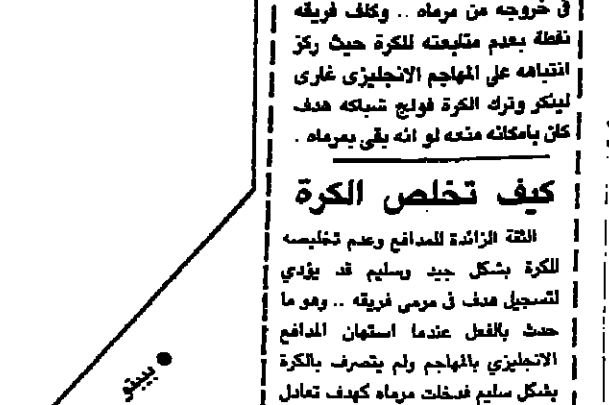 في خروجه من مرماه .. وكلف فريقه
نقطة بعدم متابعته للكرة حيث ركز
انتباهه على المهاجم الانجليزى غارى
لينكر وترك الكرة فولج شباكه هدف
كان بامكانه منعه لو انه بقى بمرماه .
كيف تخلص الكرة
الثقة الزائدة للمدافع وعدم تخليصه
للكرة بشكل جيد وسليم قد يؤدي
لتسجيل هدف في مرمى فريقه .. وهو ما
حدث بالفعل عندما استهان المدافع
الانجليزي بالمهاجم ولم يتصرف بالكرة
بشكل سليم فدخلت مرماه كهدف تعادل
● بيبتو